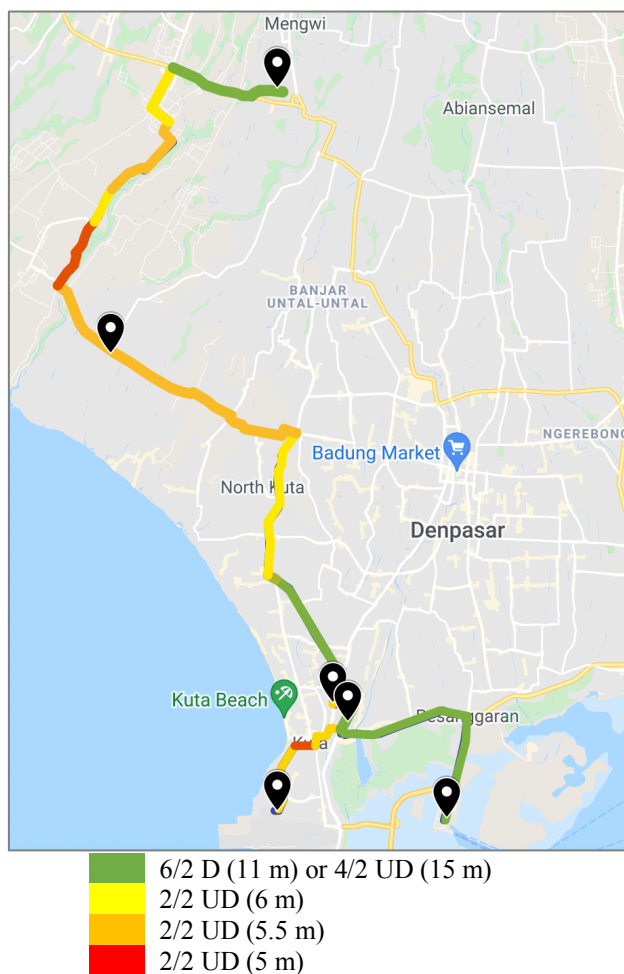 Mengwi
Abiansemal
BANJAR
UNTAL-UNTAL
NGEREBONG
Badung Market
North Kuta
Denpasar
Kuta Beach
Pesanggaran
Kuta
6/2 D (11 m) or 4/2 UD (15 m)
2/2 UD (6 m)
2/2 UD (5.5 m)
2/2 UD (5 m)